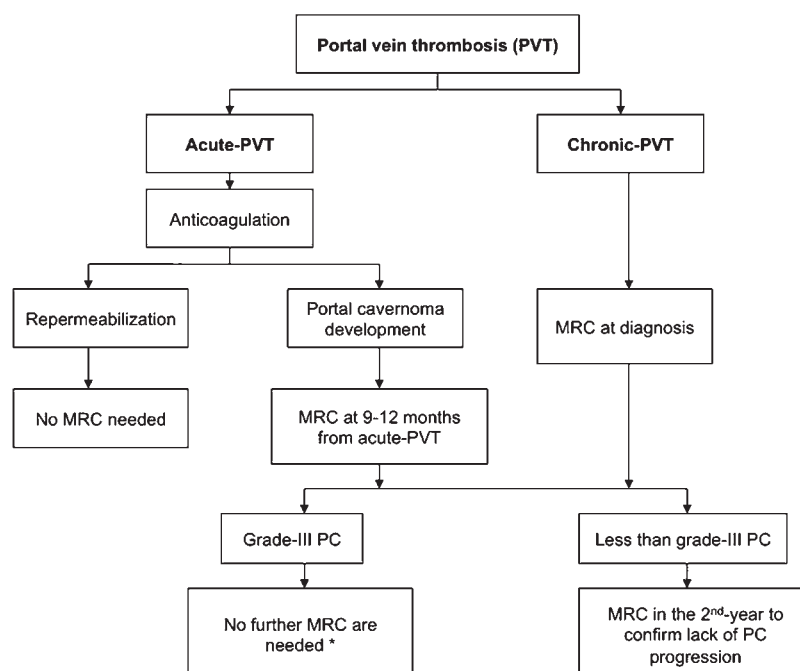 Portal vein thrombosis (PVT)
Acute-PVT
Chronic-PVT
Anticoagulation
Repermeabilization
Portal cavernoma
development
MRC at diagnosis
No MRC needed
MRC at 9-12 months
from acute-PVT
Grade-III PC
Less than grade-III PC
No further MRC are
needed *
MRC in the 2nd-year to
confirm lack of PC
progression